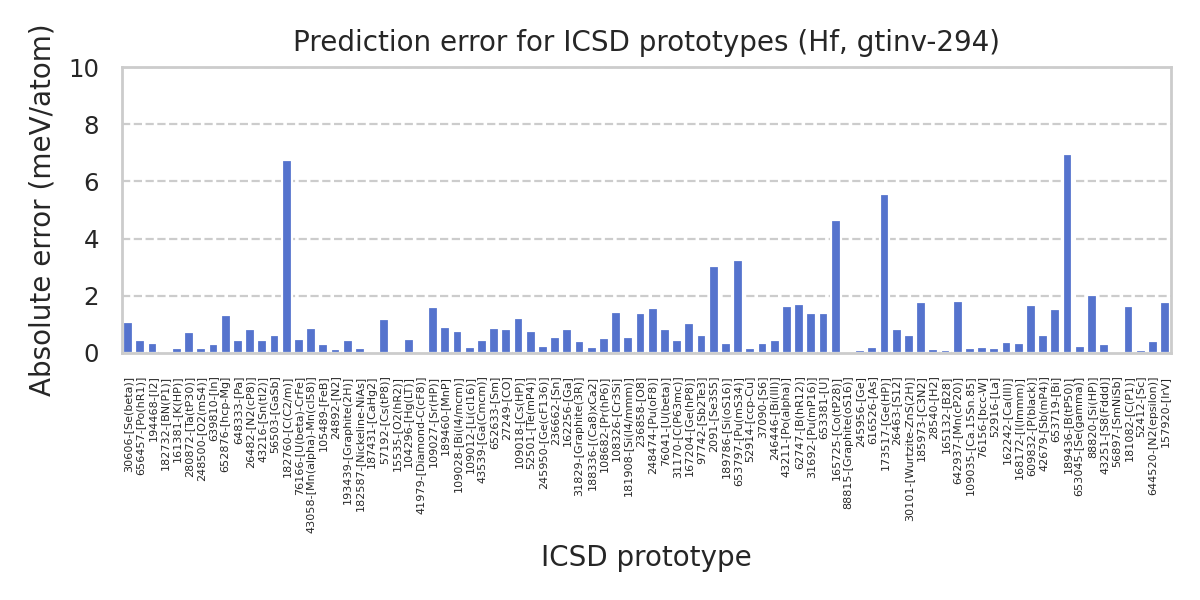 Prediction error for ICSD prototypes (Hf, gtinv-294)
Absolute error (meV/atom)
10
8
6
4
2
0
306066-[Se(beta)]
656457-[Po(hR1)]
194468-[I2]
182732-[BN(P1)]
16381-[K(HP)]
280872-[Ta(tP30)]
248500-[O2(mS4)]
639810-[In]
652876-[hcp-Mg]
648333-[Pa]
26482-[N2(cP8)]
43216-[Sn(tI2)]
56503-[GaSb]
182760-[C(C2/m)]
76166-[U(beta)-CrFe]
43058-[Mn(alpha)-Mn(cI58)]
105489-[FeB]
24892-[N2]
193439-[Graphite(2H)]
182587-[Nickeline-NiAs]
187431-[CaHg2]
57192-[Cs(tP8)]
15535-[O2(hR2)]
104296-[Hg(LT)]
41979-[Diamond-C(cF8)]
109027-[Sr(HP)]
189460-[MnP]
109028-[Bi(I4/mcm)]
109012-[Li(cI16)]
43539-[Ga(Cmcm)]
652633-[Sm]
27249-[CO]
109018-[Cs(HP)]
52501-[Te(mP4)]
245950-[Ge(cF136)]
236662-[Sn]
162256-[Ga]
31829-[Graphite(3R)]
188336-[(Ca8)xCa2]
108682-[Pr(hP6)]
108326-[Cr3Si]
181908-[Si(I4/mmm)]
236858-[O8]
248474-[Pu(oF8)]
76041-[U(beta)]
31170-[C(P63mc)]
167204-[Ge(hP8)]
97742-[Sb2Te3]
2091-[Se3S5]
189786-[Si(oS16)]
653797-[Pu(mS34)]
52914-[ccp-Cu]
37090-[S6]
246446-[Bi(III)]
43211-[Po(alpha)]
62747-[B(hR12)]
31692-[Pu(mP16)]
653381-[U]
165725-[Co(tP28)]
88815-[Graphite(oS16)]
245956-[Ge]
616526-[As]
173517-[Ge(HP)]
26463-[S12]
30101-[Wurtzite-ZnS(2H)]
185973-[C3N2]
28540-[H2]
165132-[B28]
642937-[Mn(cP20)]
109035-[Ca.15Sn.85]
76156-[bcc-W]
52916-[La]
162242-[Ca(III)]
168172-[I(Immm)]
609832-[P(black)]
42679-[Sb(mP4)]
653719-[Bi]
189436-[B(tP50)]
653045-[Se(gamma)]
88820-[Si(HP)]
43251-[S8(Fddd)]
56897-[SmNiSb]
181082-[C(P1)]
52412-[Sc]
644520-[N2(epsilon)]
157920-[IrV]
ICSD prototype